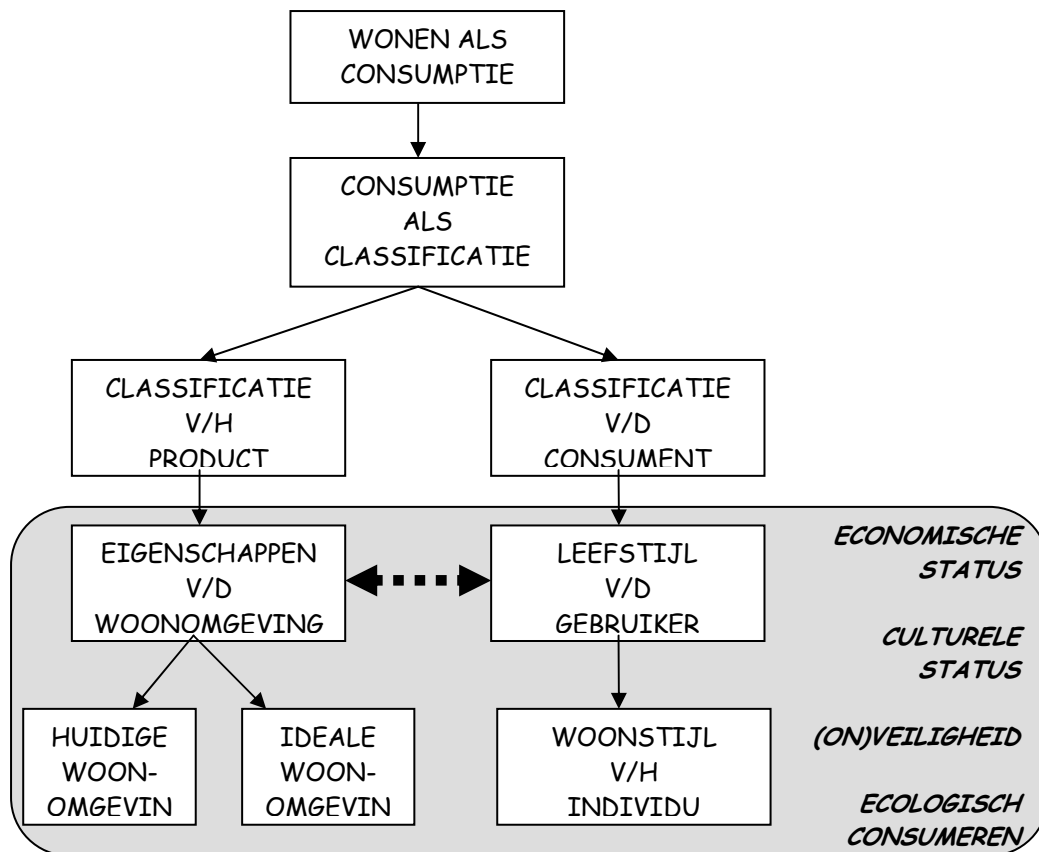 WONEN ALS
CONSUMPTIE
CONSUMPTIE
ALS
CLASSIFICATIE
CLASSIFICATIE
V/H
PRODUCT
CLASSIFICATIE
V/D
CONSUMENT
EIGENSCHAPPEN
V/D
WOONOMGEVING
LEEFSTIJL
V/D
GEBRUIKER
ECONOMISCHE
STATUS
CULTURELE
STATUS
(ON)VEILIGHEID
ECOLOGISCH
CONSUMEREN
HUIDIGE
WOON-
OMGEVIN
IDEALE
WOON-
OMGEVIN
WOONSTIJL
V/H
INDIVIDU